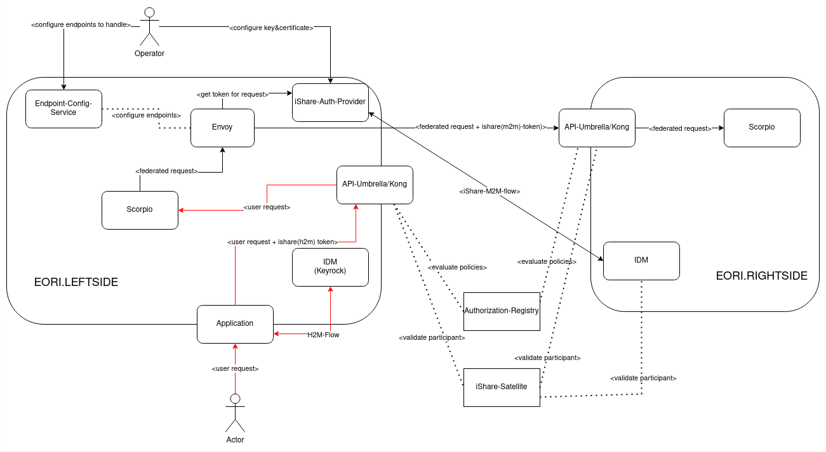 <configure endpoints to handle>
<configure key&certificate>
Operator
<get token for request>
iShare-Auth-Provider
Endpoint-Config-
Service
<configure endpoints>
Envoy
<federated request + ishare(m2m)-token)>
API-Umbrella/Kong
<federated request>
Scorpio
<federated request>
API-Umbrella/Kong
<iShare-M2M-flow>
Scorpio
<user request>
<user request + ishare(h2m) token>
IDM
(Keyrock)
<evaluate policies>
<evaluate policies>
IDM
EORI.LEFTSIDE
EORI.RIGHTSIDE
Authorization-Registry
Application
H2M-Flow
<validate participant>
<validate participant>
<user request>
iShare-Satellite
<validate participant>
Actor